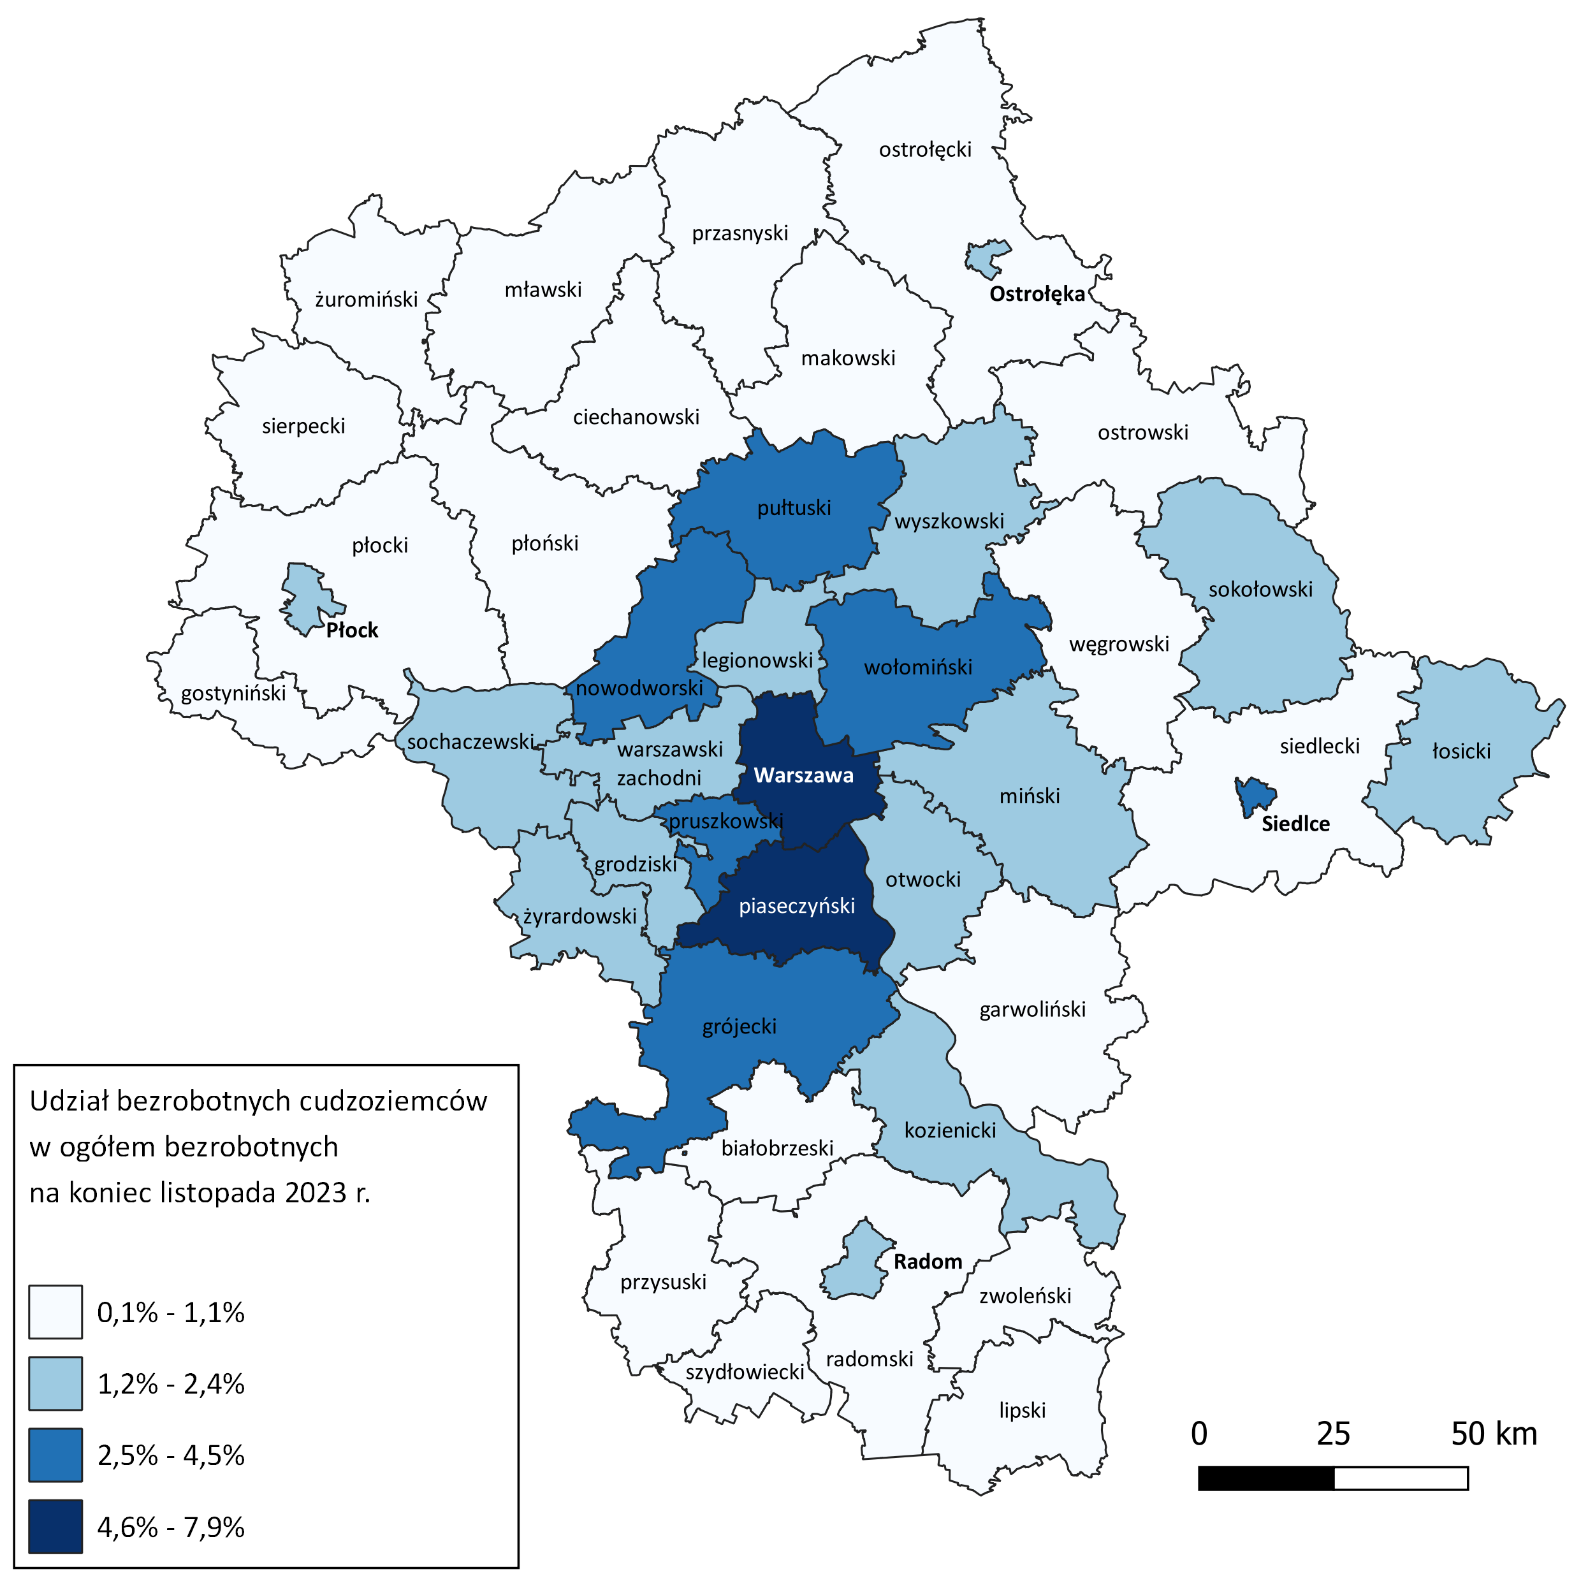 ostrołęcki
przasnyski
Ostrołęka
mławski
żuromiński
makowski
ciechanowski
sierpecki
ostrowski
pułtuski
wyszkowski
płocki
płoński
sokołowski
Płock
węgrowski
legionowski
wołomiński
nowodworski
gostyniński
sochaczewski
warszawski
zachodni
siedlecki
łosicki
Warszawa
miński
pruszkowski
Siedlce
grodziski
otwocki
żyrardowski
piaseczyński
garwoliński
grójecki
kozienicki
białobrzeski
Radom
przysuski
zwoleński
radomski
szydłowiecki
lipski
Udział bezrobotnych cudzoziemców
w ogółem bezrobotnych
na koniec listopada 2023 r.
0,1% - 1,1%
1,2% - 2,4%
2,5% - 4,5%
4,6% - 7,9%
0 25 50 km